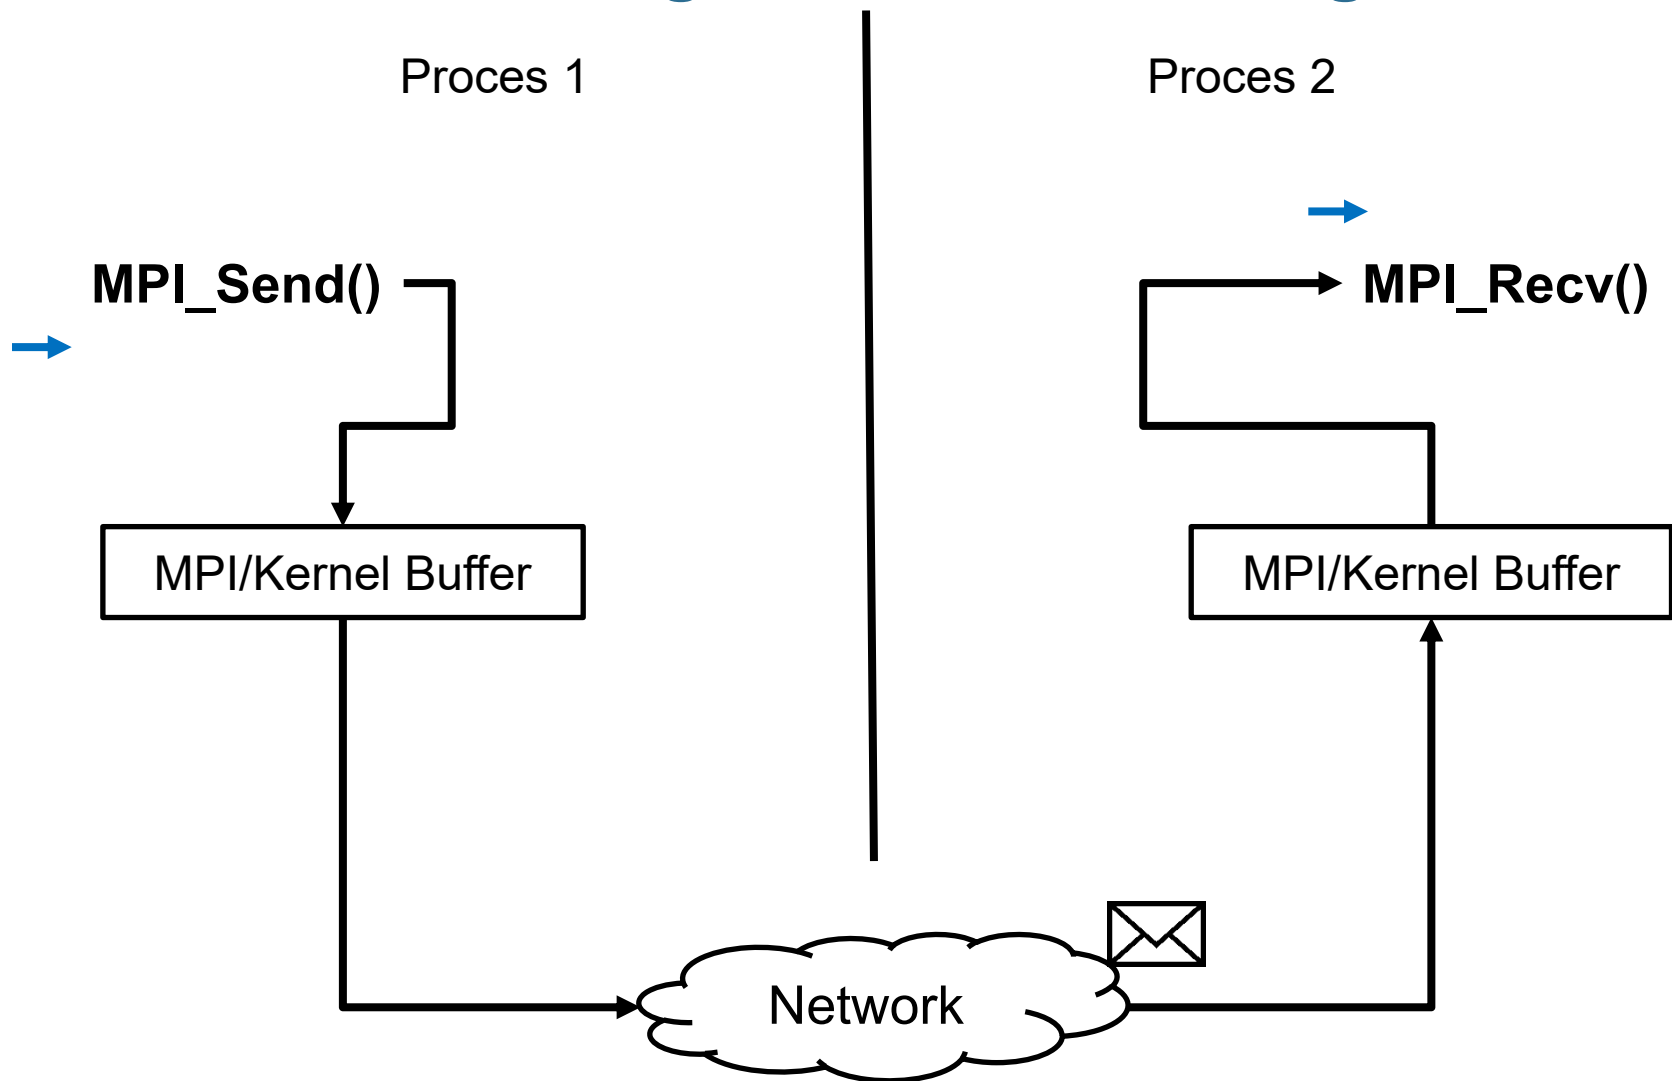 Proces 1
Proces 2
MPI_Send()
MPI_Recv()
MPI/Kernel Buffer
MPI/Kernel Buffer
Network